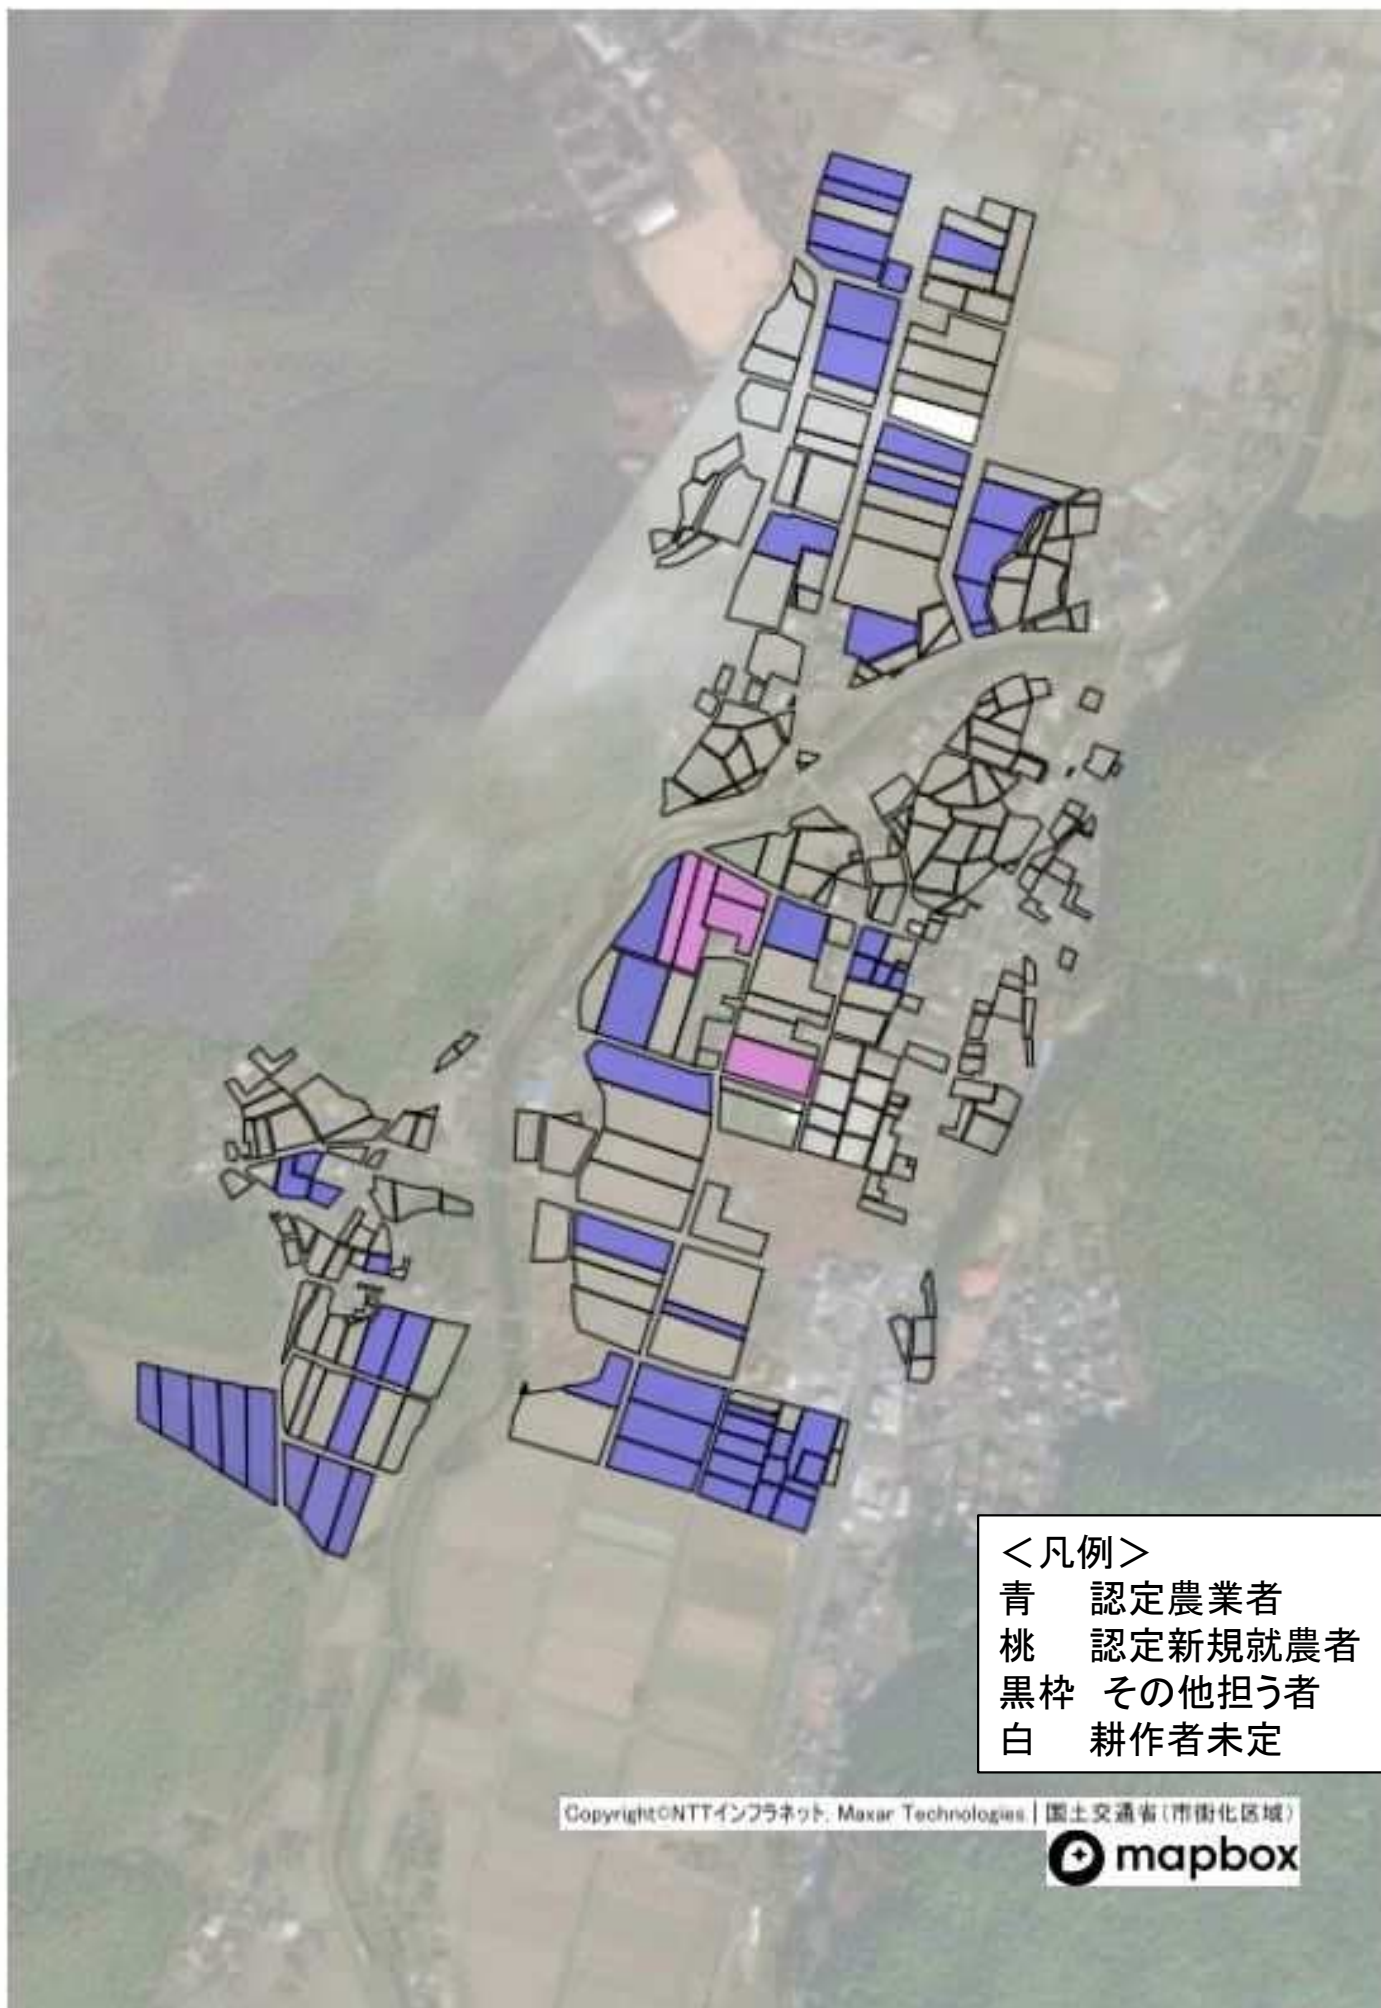 ＜凡例＞
青　認定農業者
桃　認定新規就農者
黒枠　その他担う者
白　耕作者未定
Copyright©NTTインフラネット, Maxar Technologies | 国土交通省(市街化区域)
mapbox